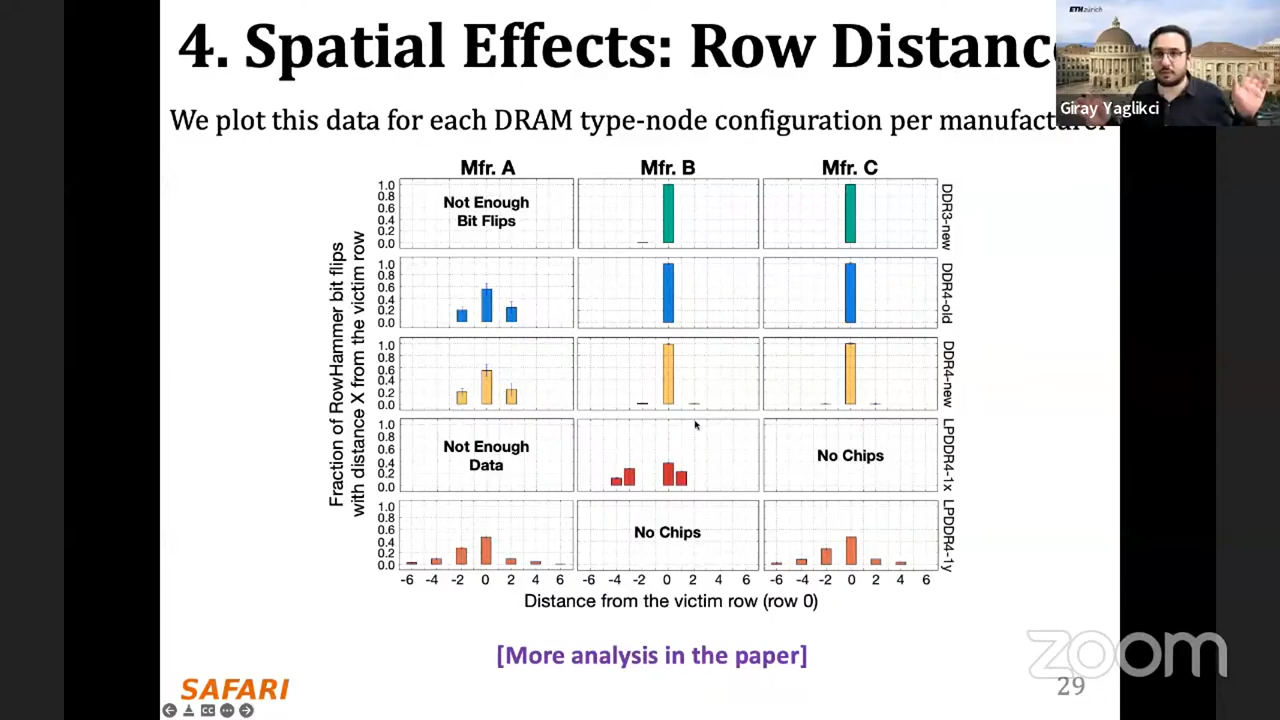 4. Spatial Effects: Row Distance
ETH zürich
Giray Yaglikci
We plot this data for each DRAM type-node configuration per manufacturer
Mfr. A
Mfr. B
Mfr. C
Fraction of RowHammer bit flips
with distance X from the victim row
1.0
0.8
0.6
0.4
0.2
0.0
Not Enough
Bit Flips
DDR3-new
1.0
0.8
0.6
0.4
0.2
0.0
DDR4-old
1.0
0.8
0.6
0.4
0.2
0.0
DDR4-new
1.0
0.8
0.6
0.4
0.2
0.0
Not Enough
Data
No Chips
LPDDR4-1x
1.0
0.8
0.6
0.4
0.2
0.0
No Chips
LPDDR4-1y
-6 -4 -2 0 2 4 6 -6 -4 -2 0 2 4 6 -6 -4 -2 0 2 4 6
Distance from the victim row (row 0)
[More analysis in the paper]
zoom
SAFARI
29